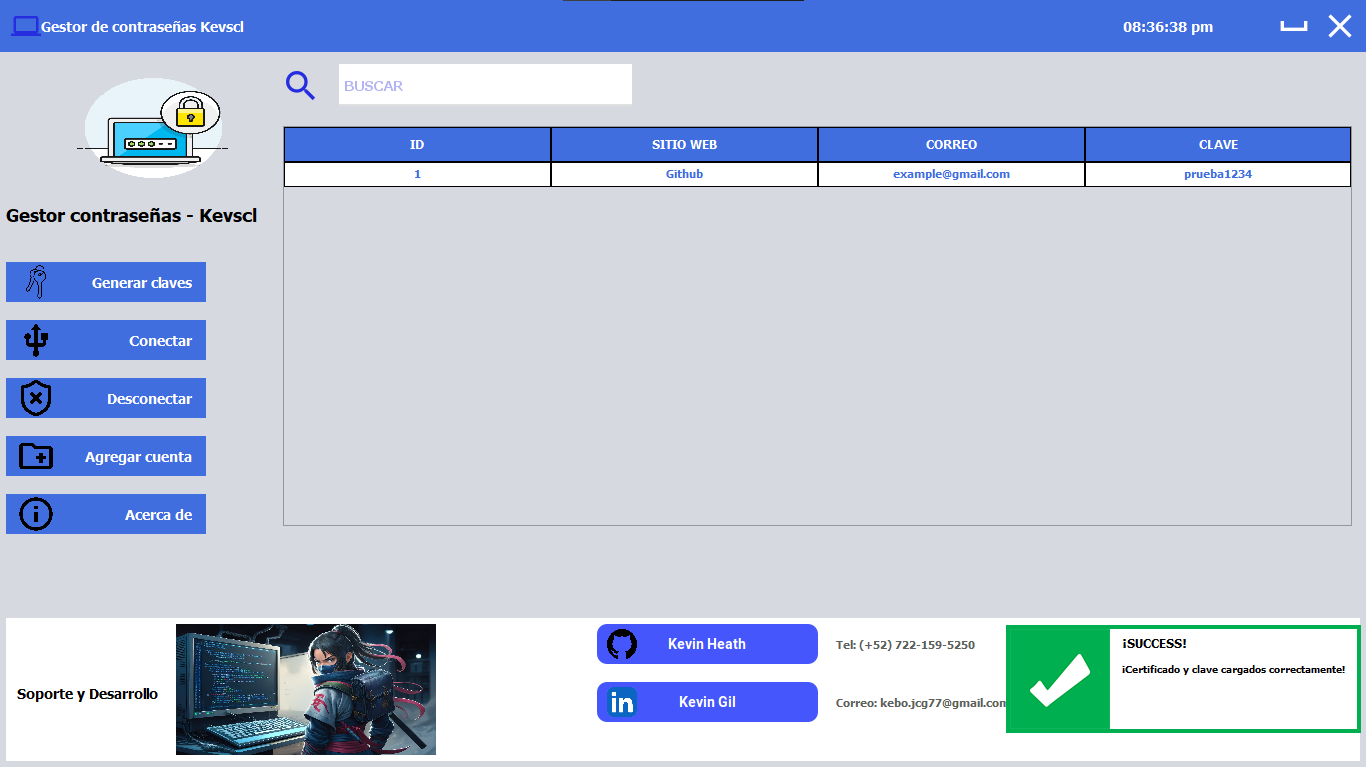 Gestor de contraseñas Kevscl
08:36:38 pm
BUSCAR
ID SITIO WEB CORREO CLAVE
1 Github example@gmail.com prueba1234
Gestor contraseñas - Kevscl
Generar claves
Conectar
Desconectar
Agregar cuenta
Acerca de
Soporte y Desarrollo
Kevin Heath
Tel: (+52) 722-159-5250
Kevin Gil
Correo: kebo.jcg77@gmail.com
¡SUCCESS!
¡Certificado y clave cargados correctamente!